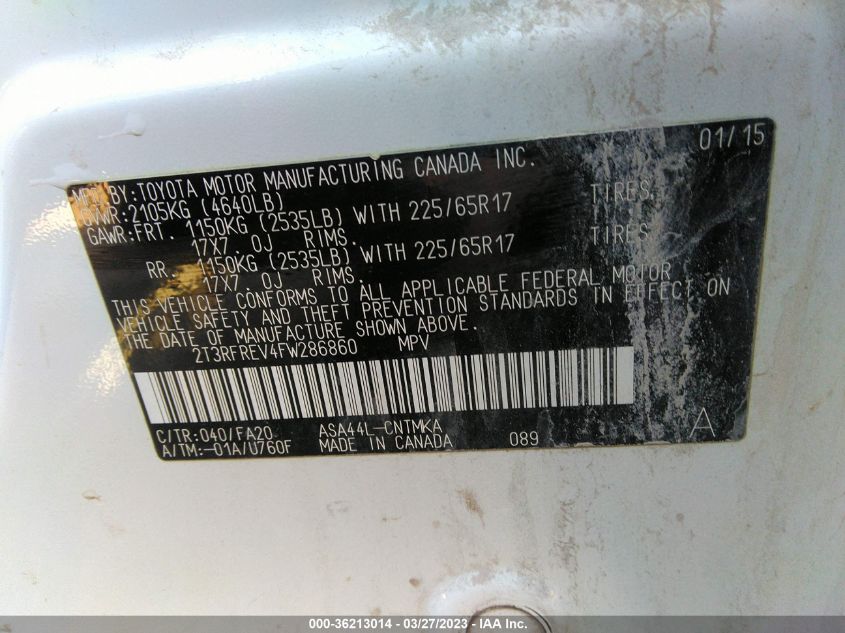 01/15
MFD BY:TOYOTA MOTOR MANUFACTURING CANADA INC.
GVWR:2105KG (4640LB)
GAWR:FRT. 1150KG (2535LB) WITH 225/65R17 TIRES
17X7.0J RIMS.
RR. 1150KG (2535LB) WITH 225/65R17 TIRES
17X7.0J RIMS.
THIS VEHICLE CONFORMS TO ALL APPLICABLE FEDERAL MOTOR
VEHICLE SAFETY AND THEFT PREVENTION STANDARDS IN EFFECT ON
THE DATE OF MANUFACTURE SHOWN ABOVE.
2T3RFREV4FW286860 MPV
C/TR:040/FA20 ASA44L-CNTMKA
A/TM:-01A/U760F MADE IN CANADA 089 A
000-36213014 — 03/27/2023 — IAA Inc.